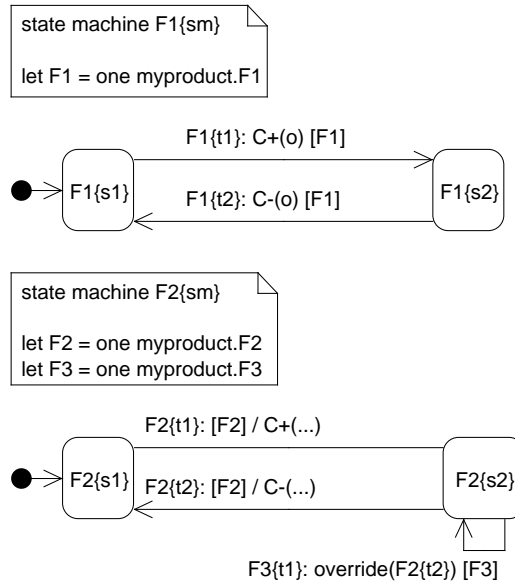 state machine F1{sm}
let F1 = one myproduct.F1
F1{t1}: C+(o) [F1]
F1{s1}
F1{s2}
F1{t2}: C-(o) [F1]
state machine F2{sm}
let F2 = one myproduct.F2
let F3 = one myproduct.F3
F2{t1}: [F2] / C+(...)
F2{s1}
F2{t2}: [F2] / C-(...)
F2{s2}
F3{t1}: override(F2{t2}) [F3]